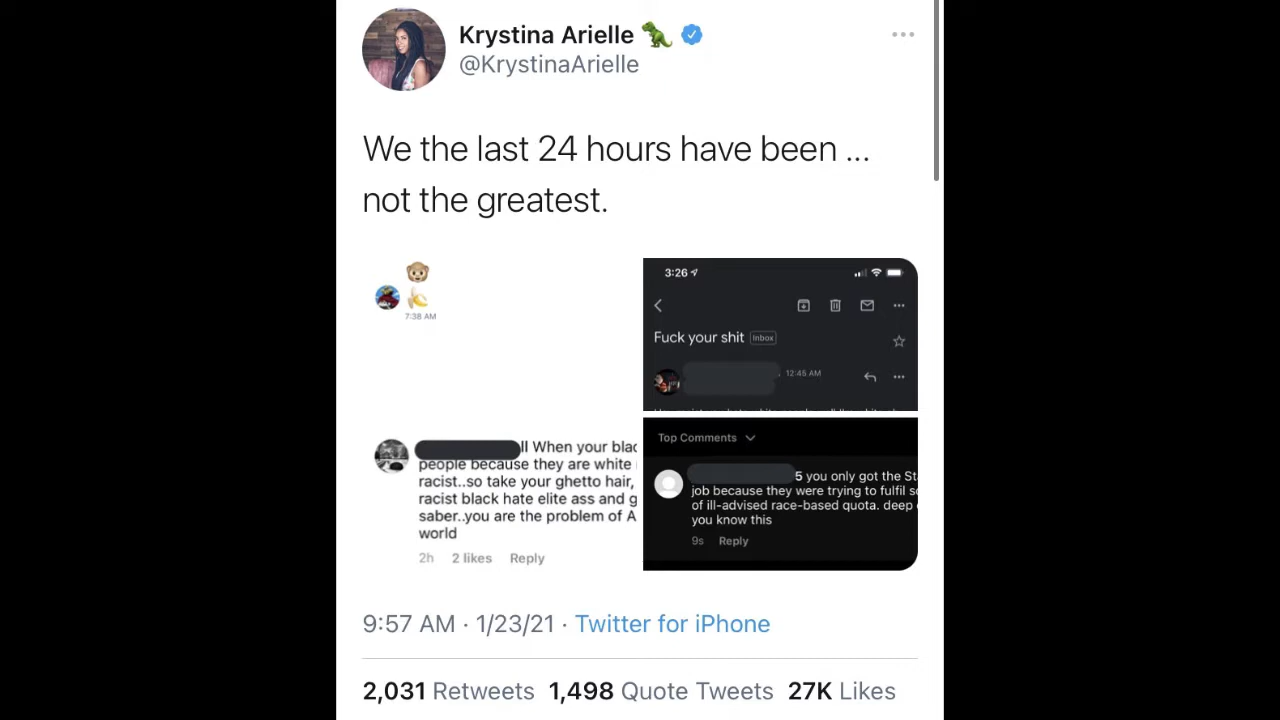 Krystina Arielle
@KrystinaArielle
We the last 24 hours have been ...
not the greatest.
7:38 AM
3:26
Fuck your shit Inbox
12:45 AM
ll When your blac
people because they are white
racist..so take your ghetto hair,
racist black hate elite ass and g
saber..you are the problem of A
world
2h 2 likes Reply
Top Comments
5 you only got the St
job because they were trying to fulfil s
of ill-advised race-based quota. deep
you know this
9s Reply
9:57 AM · 1/23/21 · Twitter for iPhone
2,031 Retweets 1,498 Quote Tweets 27K Likes